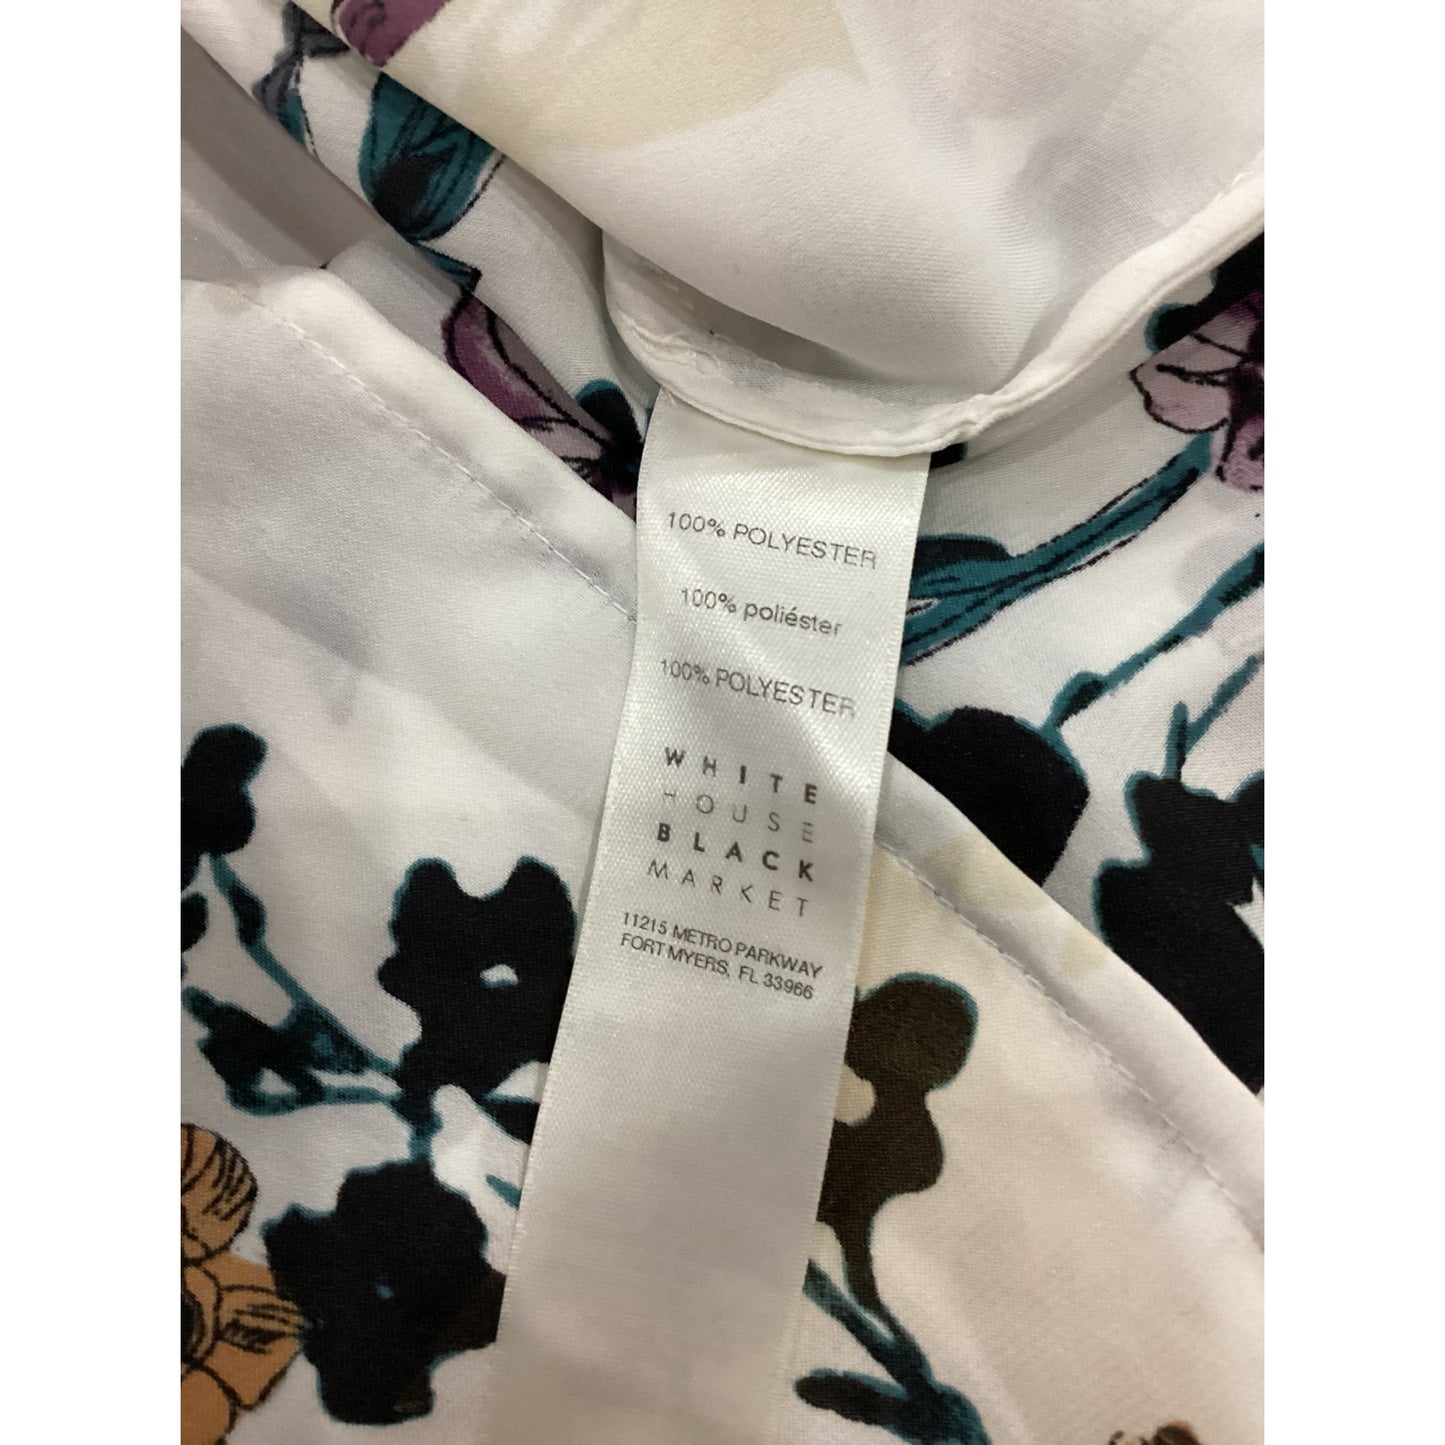 100% POLYESTER
100% poliéster
100% POLYESTER
WHITE
HOUSE
BLACK
MARKET
11215 METRO PARKWAY
FORT MYERS, FL 33966